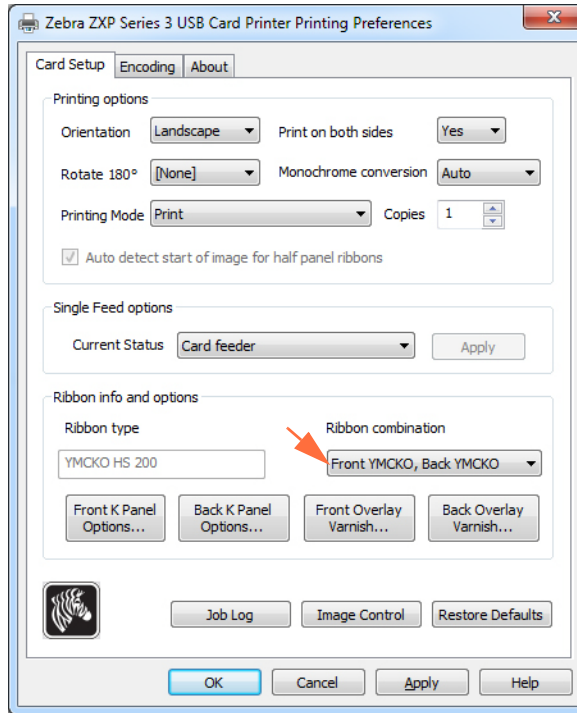 Zebra ZXP Series 3 USB Card Printer Printing Preferences
Card Setup Encoding About
Printing options
Orientation Landscape Print on both sides Yes
Rotate 180° [None] Monochrome conversion Auto
Printing Mode Print Copies 1
Auto detect start of image for half panel ribbons
Single Feed options
Current Status Card feeder Apply
Ribbon info and options
Ribbon type Ribbon combination
YMCKO HS 200 Front YMCKO, Back YMCKO
Front K Panel Back K Panel Front Overlay Back Overlay
Options... Options... Varnish... Varnish...
Job Log Image Control Restore Defaults
OK Cancel Apply Help